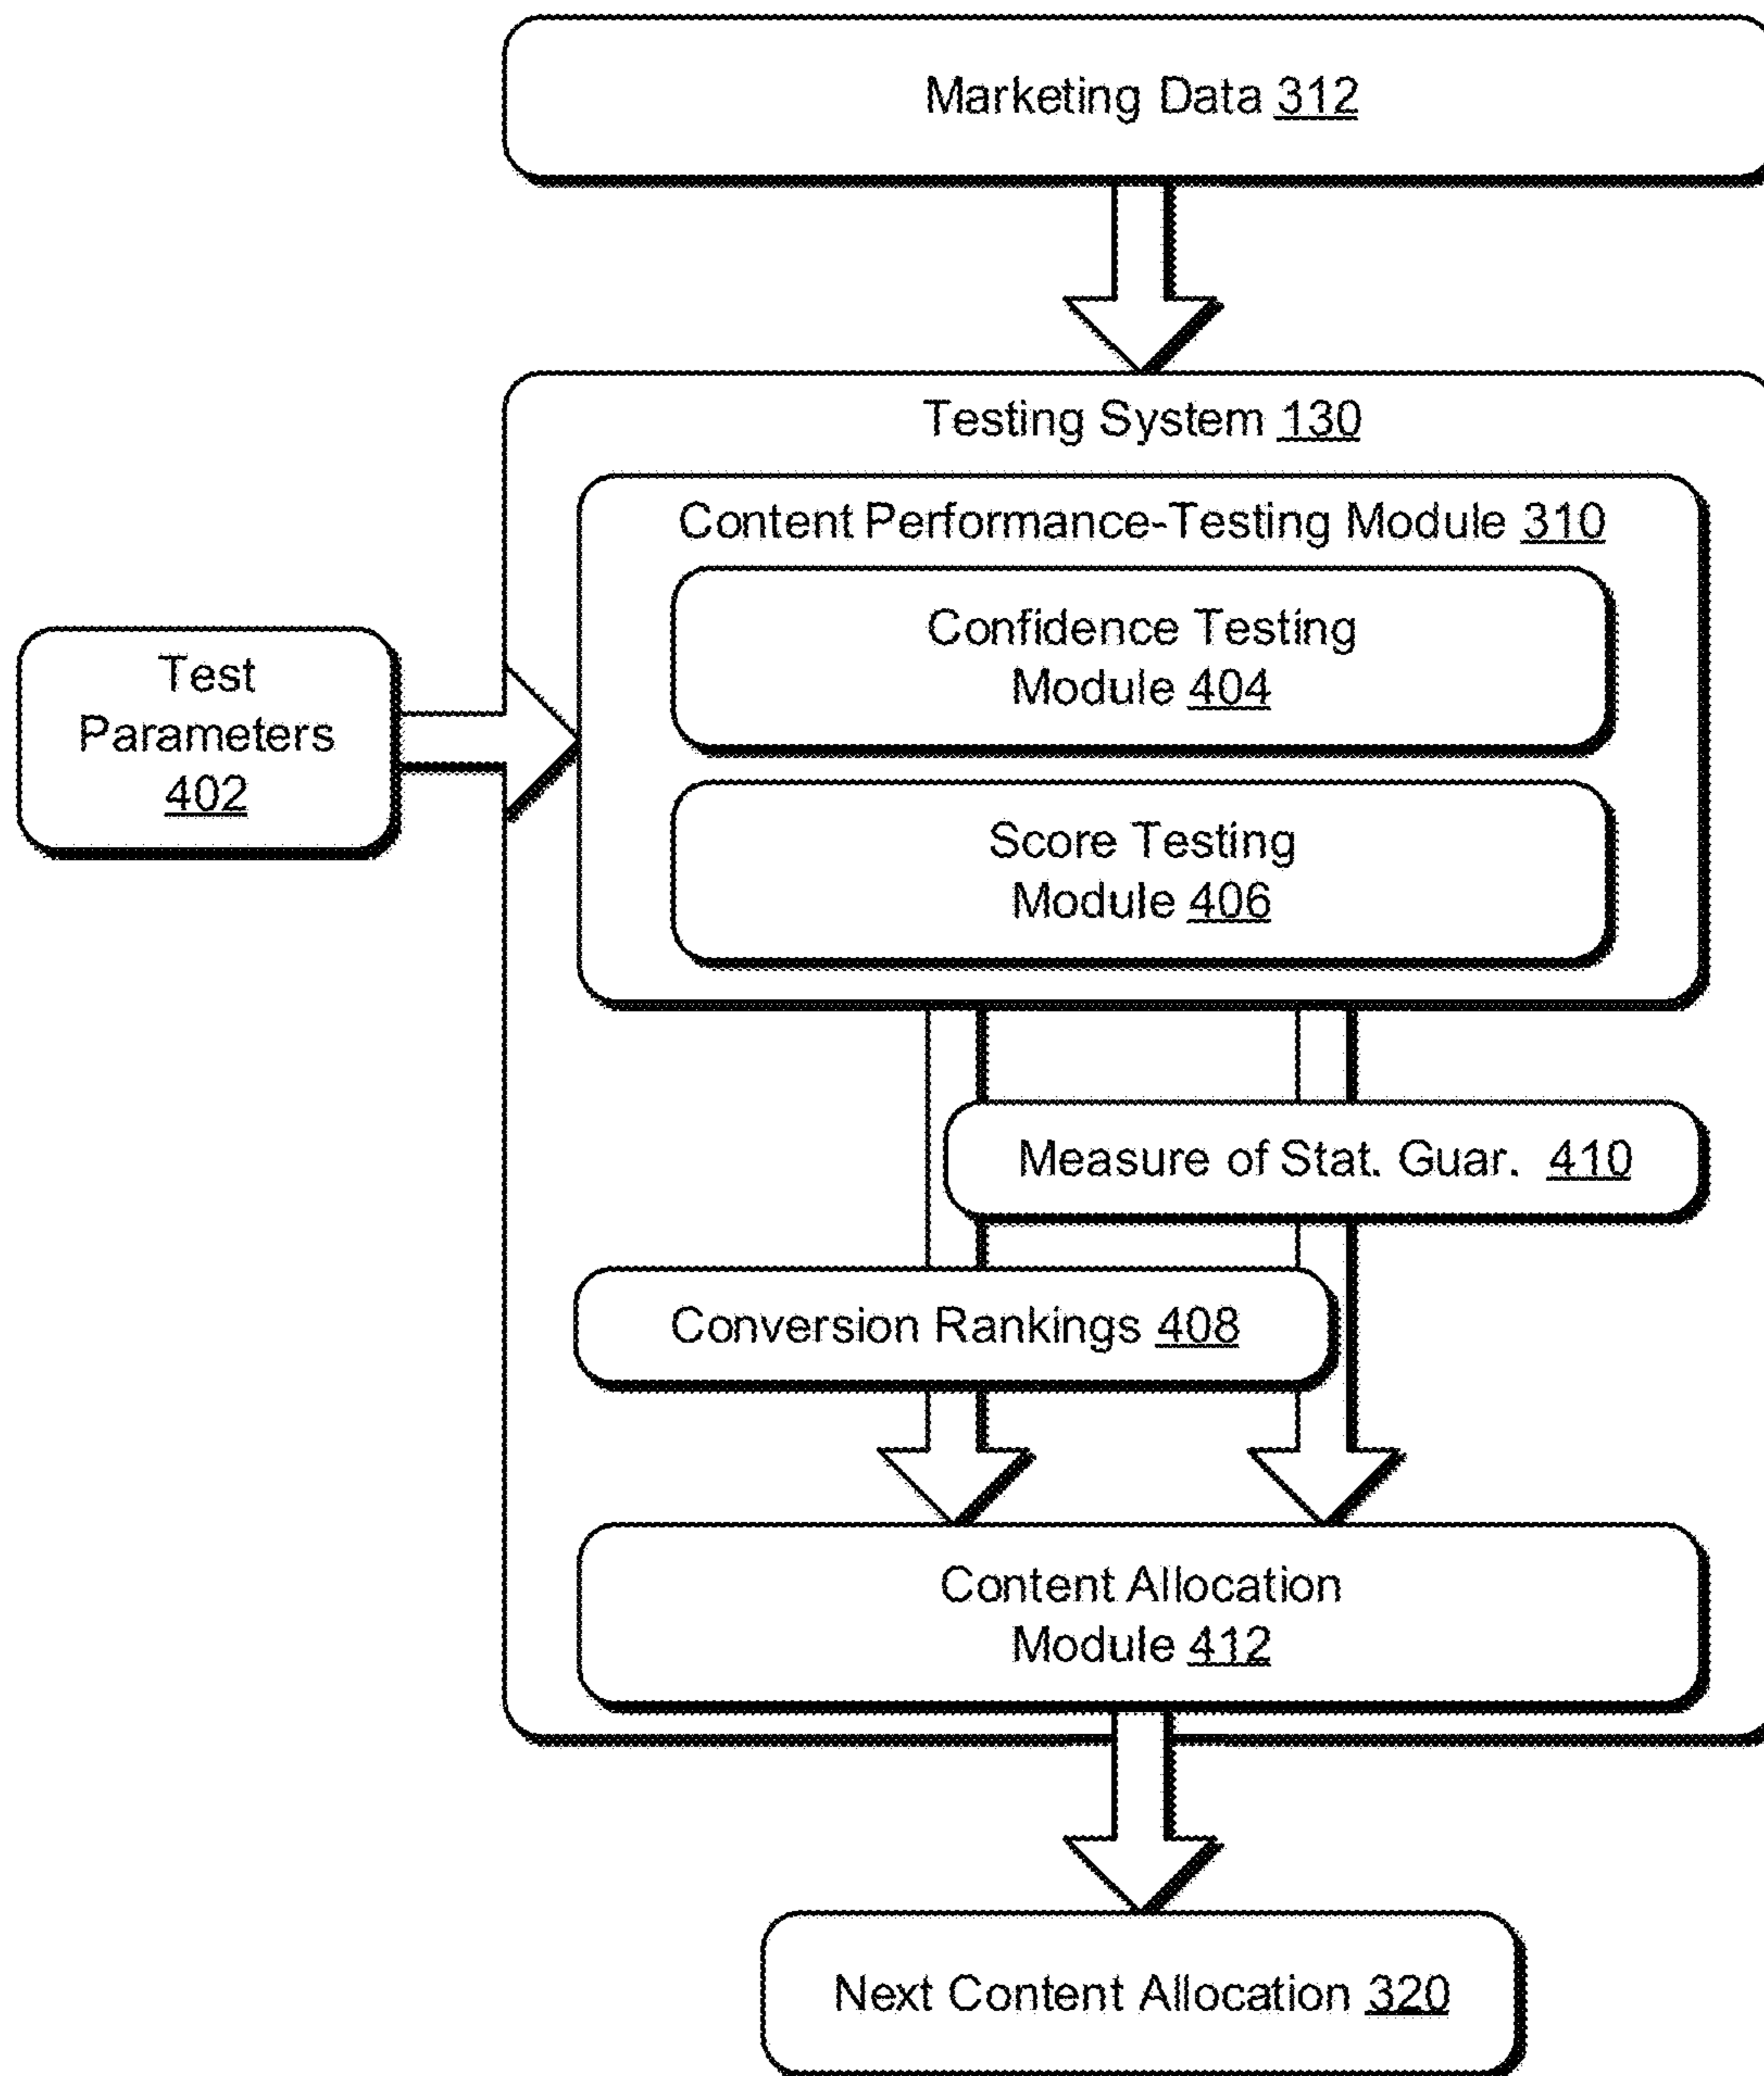 Marketing Data 312
Testing System 130
Content Performance-Testing Module 310
Confidence Testing
Module 404
Test
Parameters
402
Score Testing
Module 406
Measure of Stat. Guar. 410
Conversion Rankings 408
Content Allocation
Module 412
Next Content Allocation 320